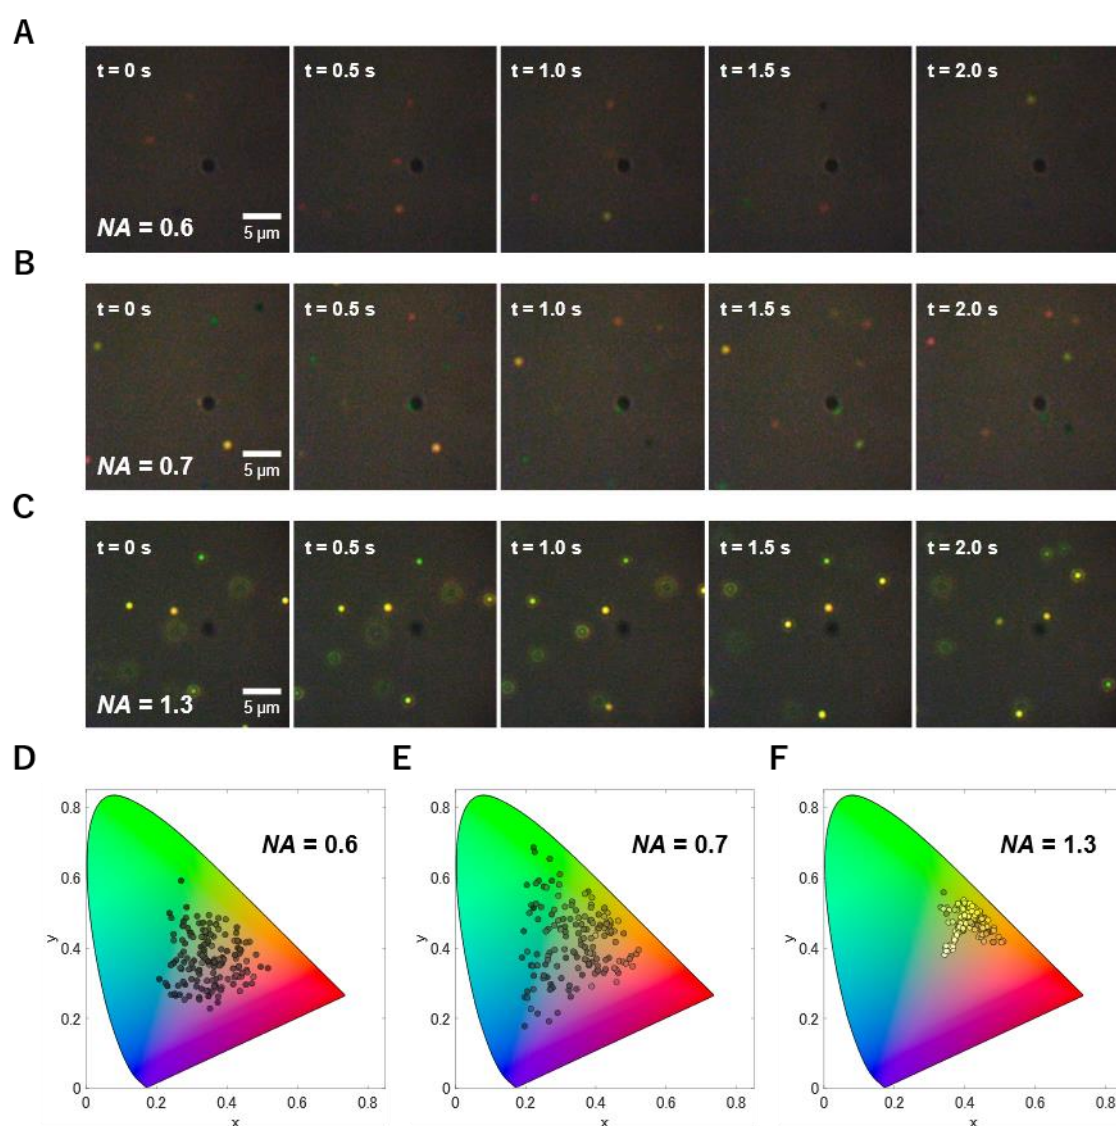 A
t = 0 s
t = 0.5 s
t = 1.0 s
t = 1.5 s
t = 2.0 s
NA = 0.6
5 µm
B
t = 0 s
t = 0.5 s
t = 1.0 s
t = 1.5 s
t = 2.0 s
NA = 0.7
5 µm
C
t = 0 s
t = 0.5 s
t = 1.0 s
t = 1.5 s
t = 2.0 s
NA = 1.3
5 µm
D
E
F
NA = 0.6
0.8
0.6
0.4
0.2
0
y
0
0.2
0.4
0.6
0.8
x
NA = 0.7
0.8
0.6
0.4
0.2
0
y
0
0.2
0.4
0.6
0.8
x
NA = 1.3
0.8
0.6
0.4
0.2
0
y
0
0.2
0.4
0.6
0.8
x